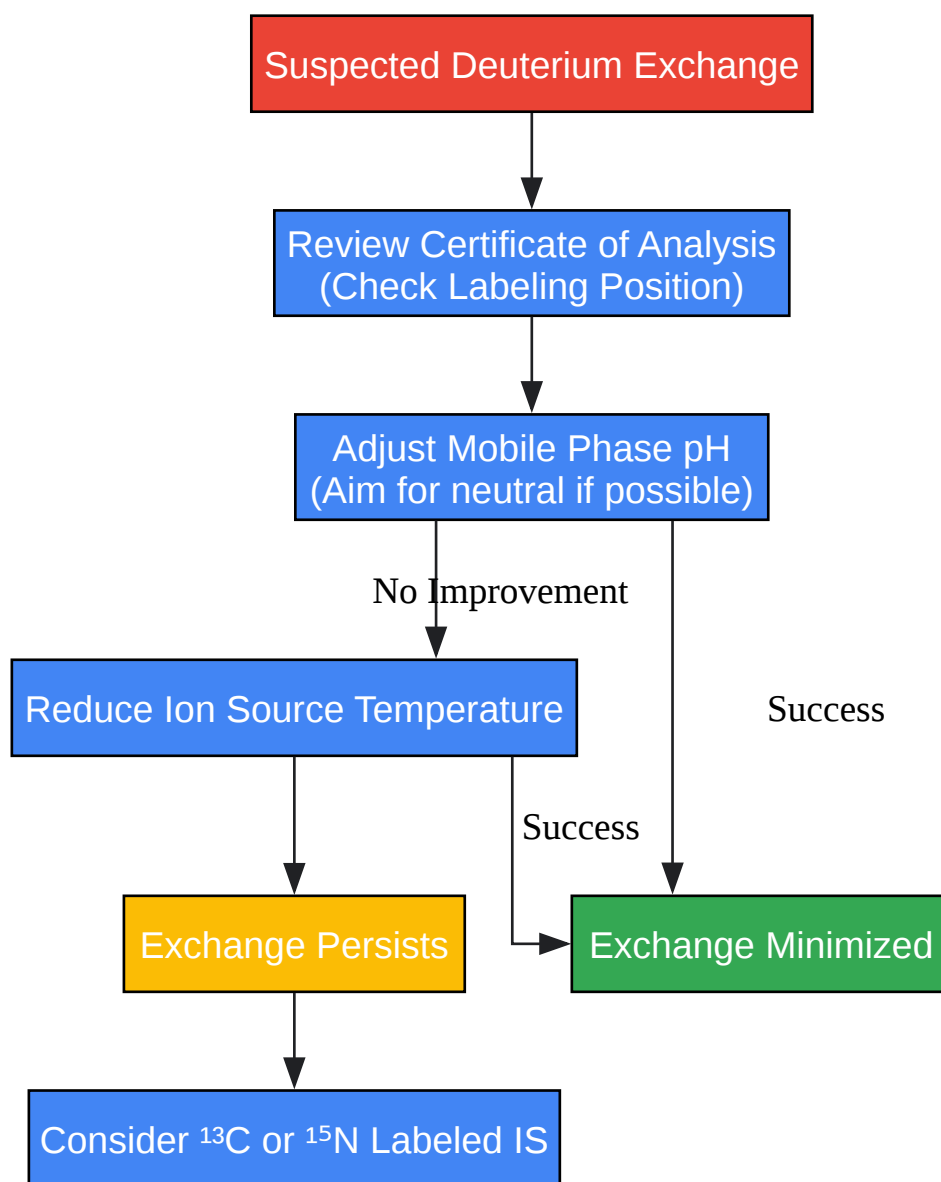 Suspected Deuterium Exchange
Review Certificate of Analysis
(Check Labeling Position)
Adjust Mobile Phase pH
(Aim for neutral if possible)
No Improvement
Reduce Ion Source Temperature
Success
Success
Exchange Persists
Exchange Minimized
Consider ¹³C or ¹⁵N Labeled IS